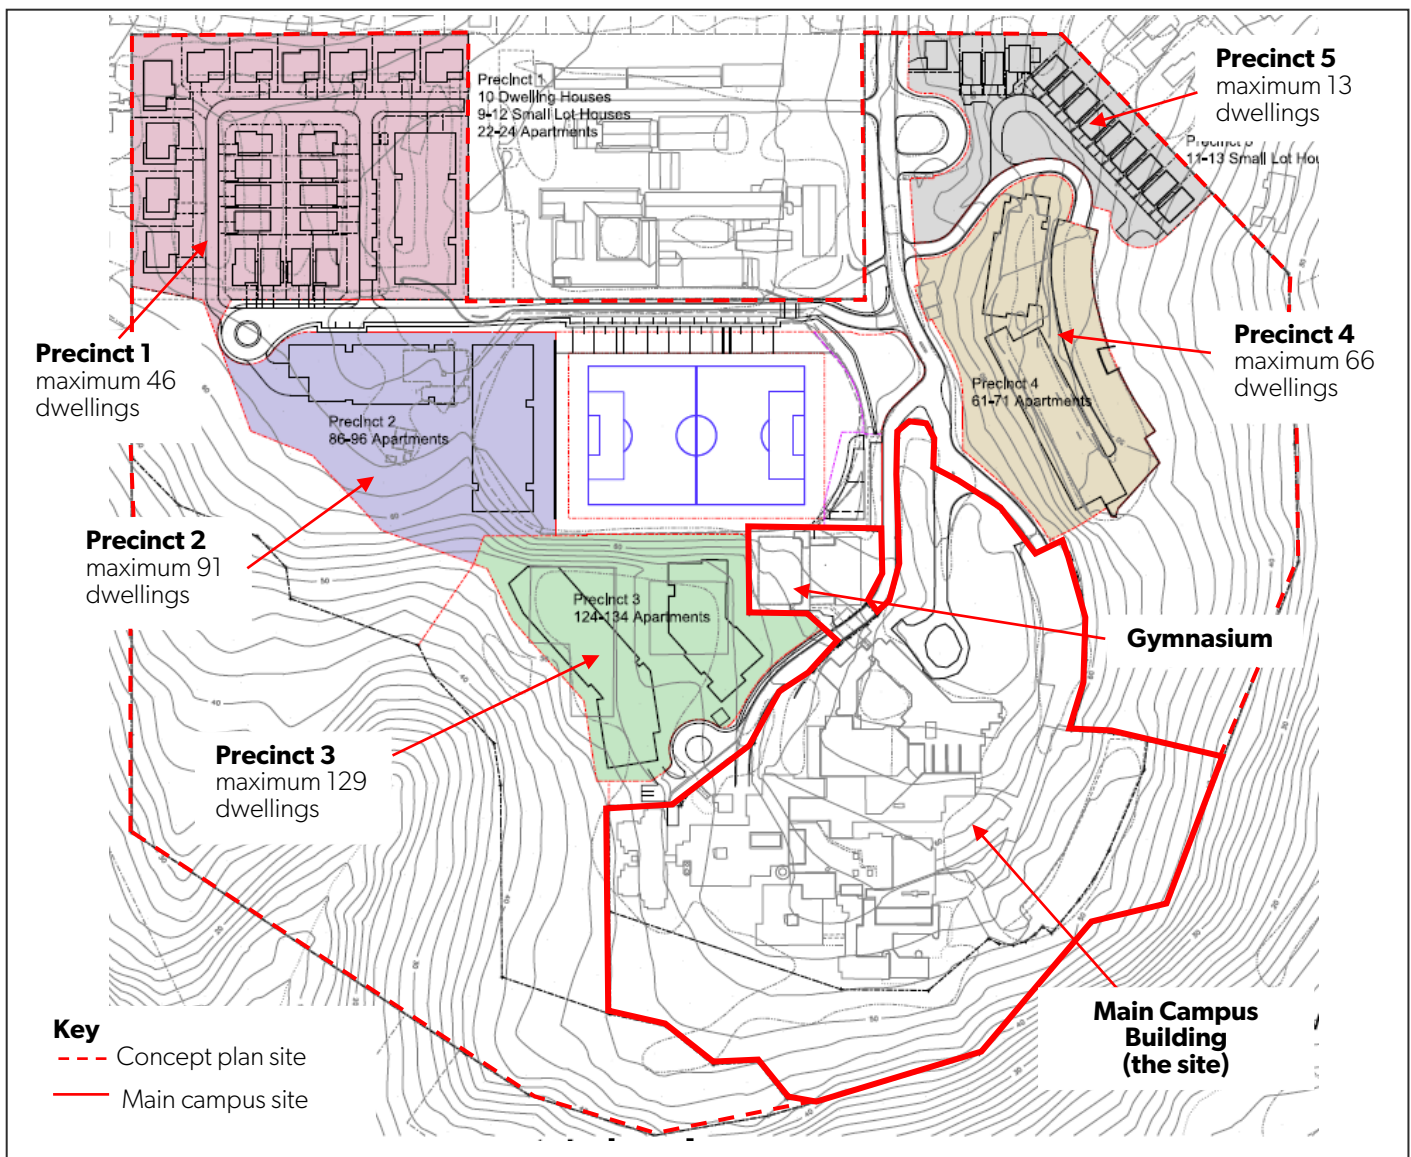 Precinct 1
10 Dwelling Houses
9-12 Small Lot Houses
22-24 Apartments
Precinct 5
maximum 13
dwellings
11-13 Small Lot Hou
Precinct 1
maximum 46
dwellings
Precinct 4
maximum 66
dwellings
Precinct 4
61-71 Apartments
Precinct 2
86-96 Apartments
Precinct 2
maximum 91
dwellings
Precinct 3
124-134 Apartments
Gymnasium
Precinct 3
maximum 129
dwellings
Main Campus
Building
(the site)
Key
Concept plan site
Main campus site